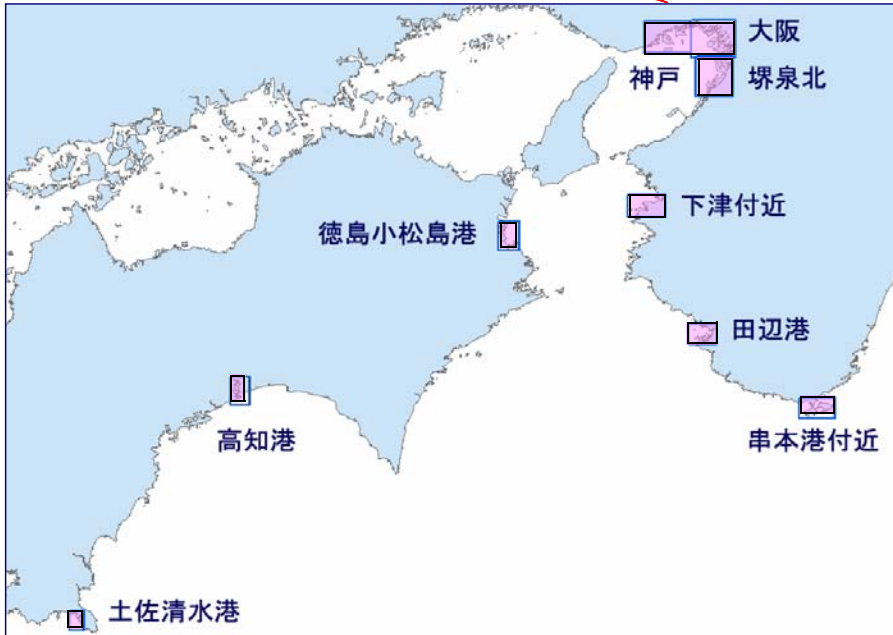 大阪
神戸
堺泉北
下津付近
徳島小松島港
田辺港
高知港
串本港付近
土佐清水港